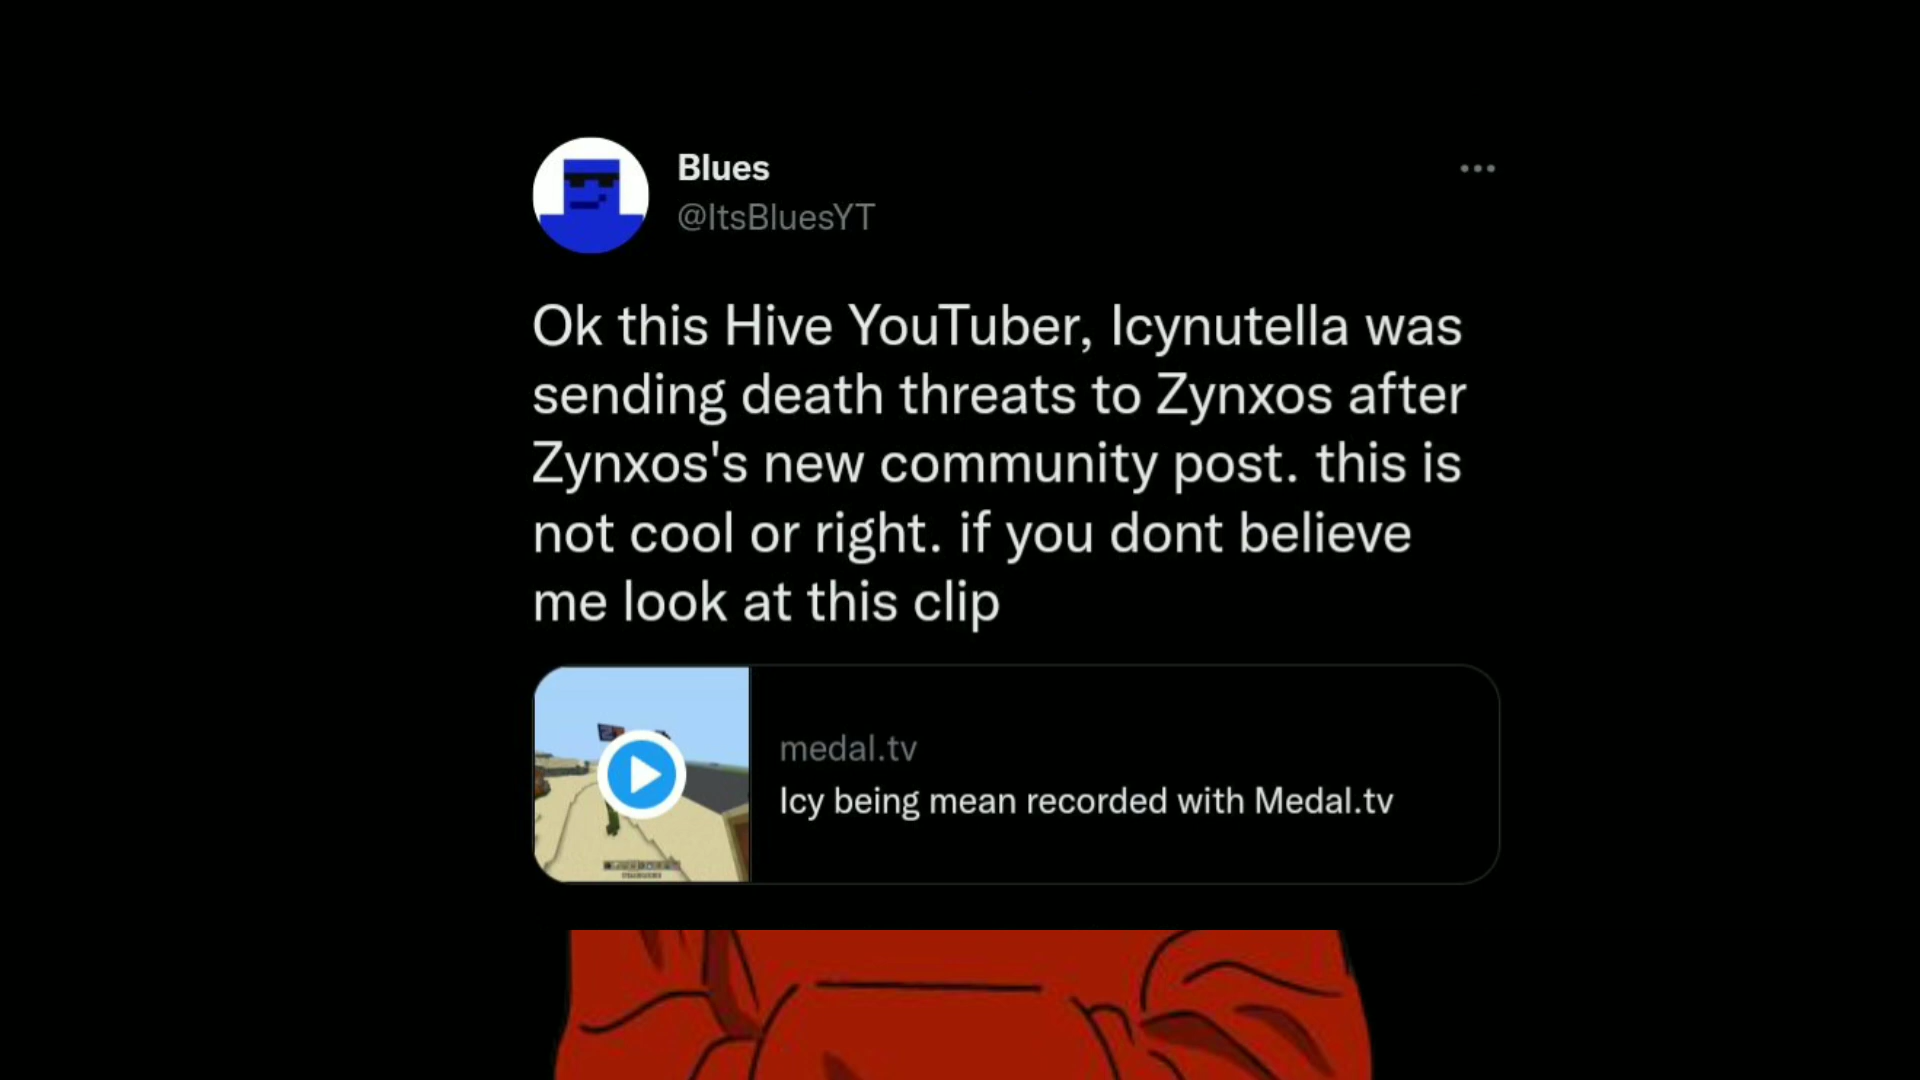 Blues
@ItsBluesYT
Ok this Hive YouTuber, Icynutella was
sending death threats to Zynxos after
Zynxos's new community post. this is
not cool or right. if you dont believe
me look at this clip
medal.tv
Icy being mean recorded with Medal.tv